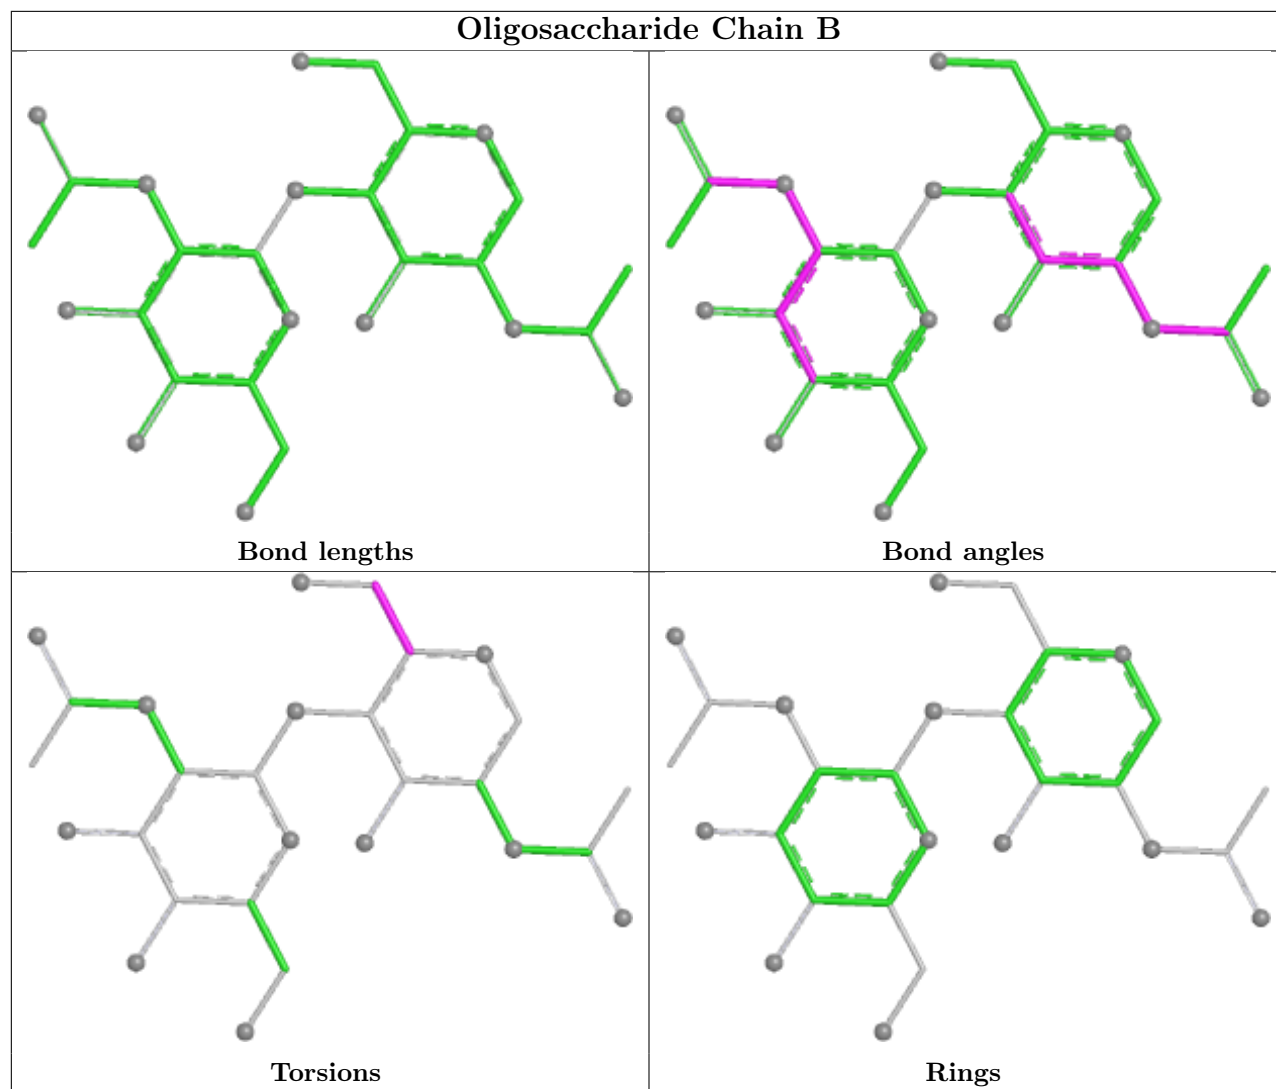 Oligosaccharide Chain B
Bond lengths
Bond angles
Torsions
Rings